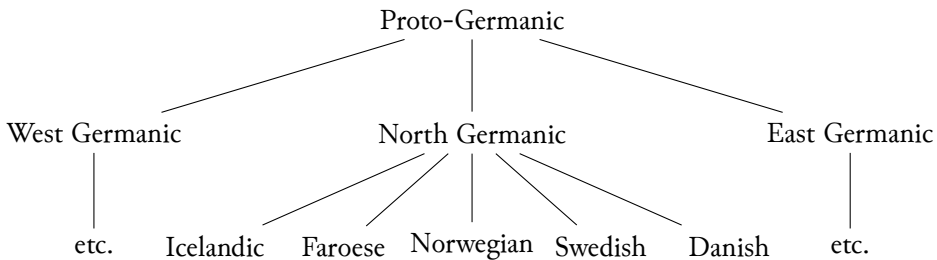 Proto-Germanic
West Germanic North Germanic East Germanic
etc. Icelandic Faroese Norwegian Swedish Danish etc.